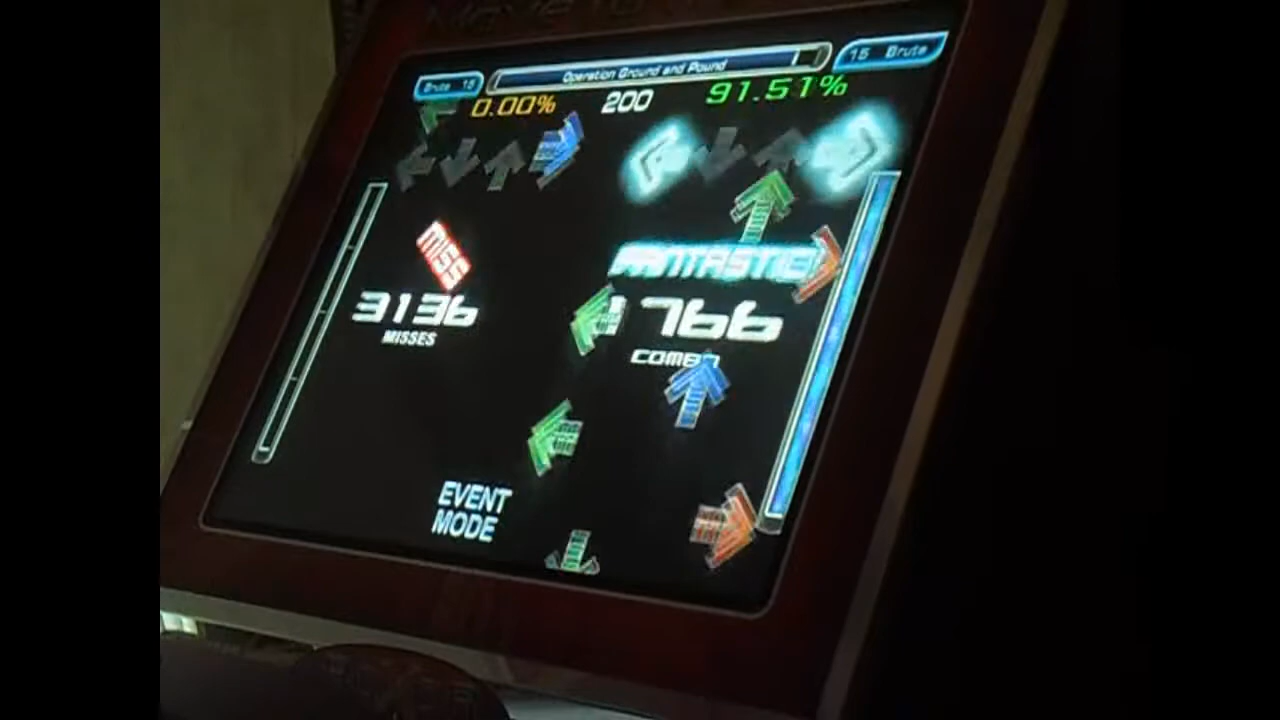 Brute 15
Operation Ground and Pound
15 Brute
0.00%
200
91.51%
MISS
FANTASTIC
3136
MISSES
1766
COMBO
EVENT
MODE